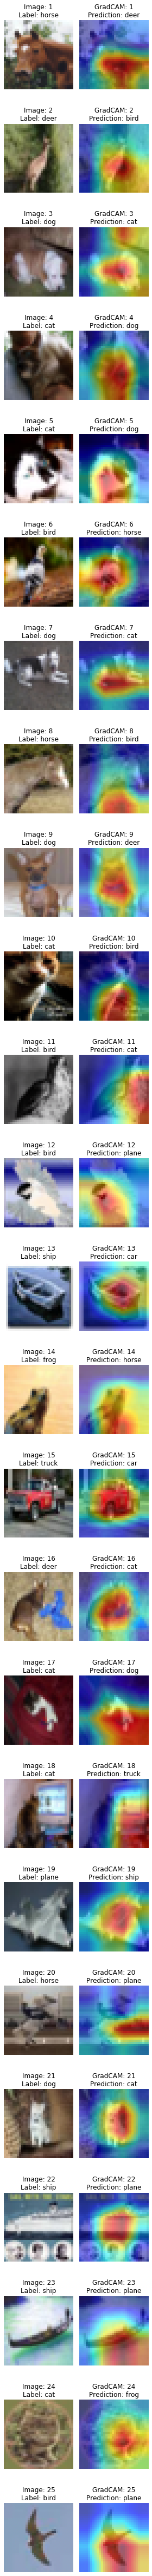 Image: 1
Label: horse
GradCAM: 1
Prediction: deer
Image: 2
Label: deer
GradCAM: 2
Prediction: bird
Image: 3
Label: dog
GradCAM: 3
Prediction: cat
Image: 4
Label: cat
GradCAM: 4
Prediction: dog
Image: 5
Label: cat
GradCAM: 5
Prediction: dog
Image: 6
Label: bird
GradCAM: 6
Prediction: horse
Image: 7
Label: dog
GradCAM: 7
Prediction: cat
Image: 8
Label: horse
GradCAM: 8
Prediction: bird
Image: 9
Label: dog
GradCAM: 9
Prediction: deer
Image: 10
Label: cat
GradCAM: 10
Prediction: bird
Image: 11
Label: bird
GradCAM: 11
Prediction: cat
Image: 12
Label: bird
GradCAM: 12
Prediction: plane
Image: 13
Label: ship
GradCAM: 13
Prediction: car
Image: 14
Label: frog
GradCAM: 14
Prediction: horse
Image: 15
Label: truck
GradCAM: 15
Prediction: car
Image: 16
Label: deer
GradCAM: 16
Prediction: cat
Image: 17
Label: cat
GradCAM: 17
Prediction: dog
Image: 18
Label: cat
GradCAM: 18
Prediction: truck
Image: 19
Label: plane
GradCAM: 19
Prediction: ship
Image: 20
Label: horse
GradCAM: 20
Prediction: plane
Image: 21
Label: dog
GradCAM: 21
Prediction: cat
Image: 22
Label: ship
GradCAM: 22
Prediction: plane
Image: 23
Label: ship
GradCAM: 23
Prediction: plane
Image: 24
Label: cat
GradCAM: 24
Prediction: frog
Image: 25
Label: bird
GradCAM: 25
Prediction: plane